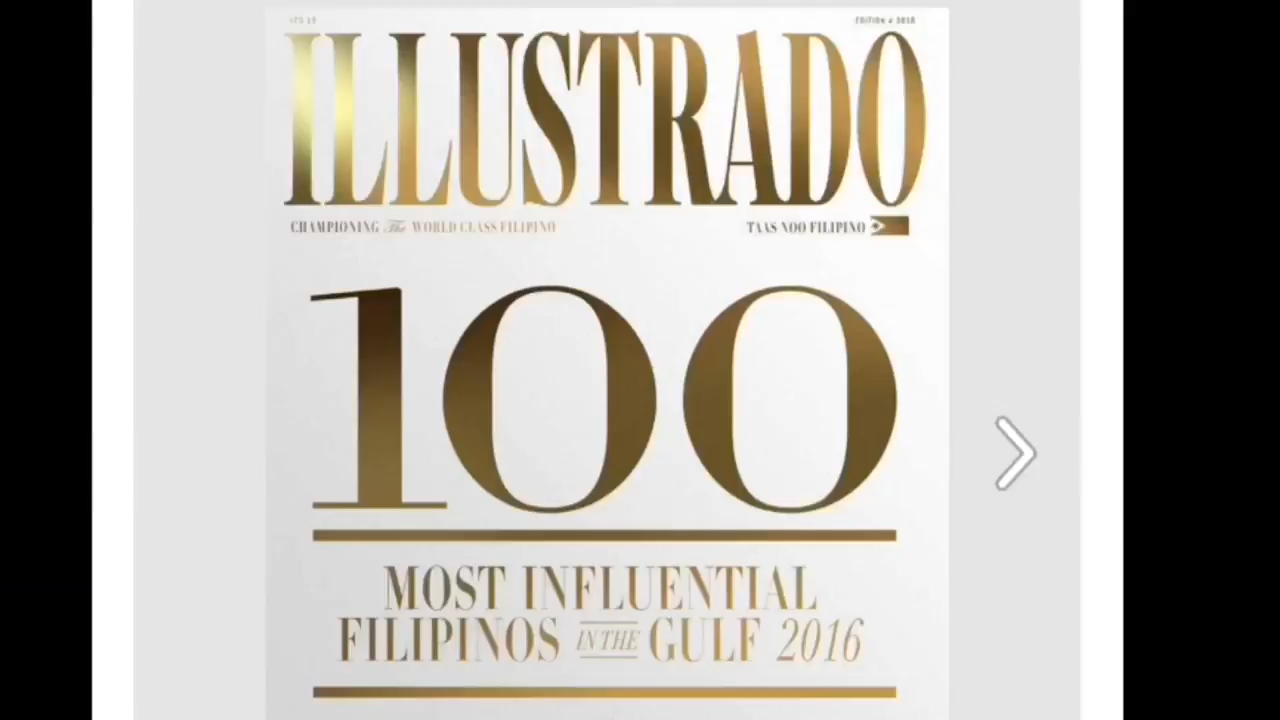 ILLUSTRADO
CHAMPIONING The WORLD CLASS FILIPINO
TAAS NOO FILIPINO
100
MOST INFLUENTIAL
FILIPINOS IN THE GULF 2016